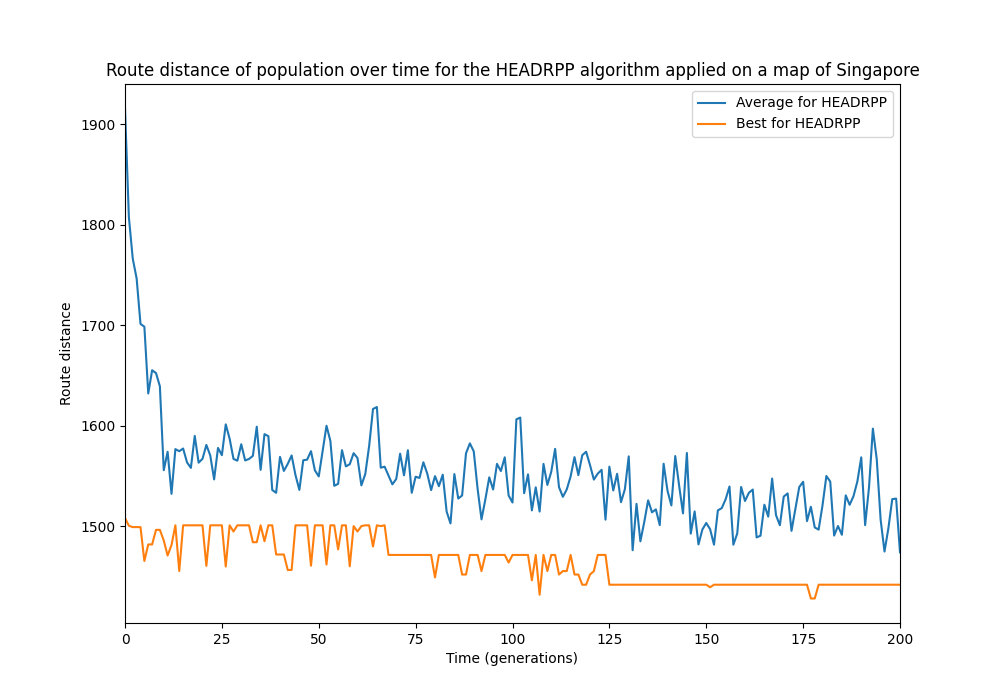 Route distance of population over time for the HEADRPP algorithm applied on a map of Singapore
Average for HEADRPP
Best for HEADRPP
1900
1800
1700
1600
1500
Route distance
0 25 50 75 100 125 150 175 200
Time (generations)